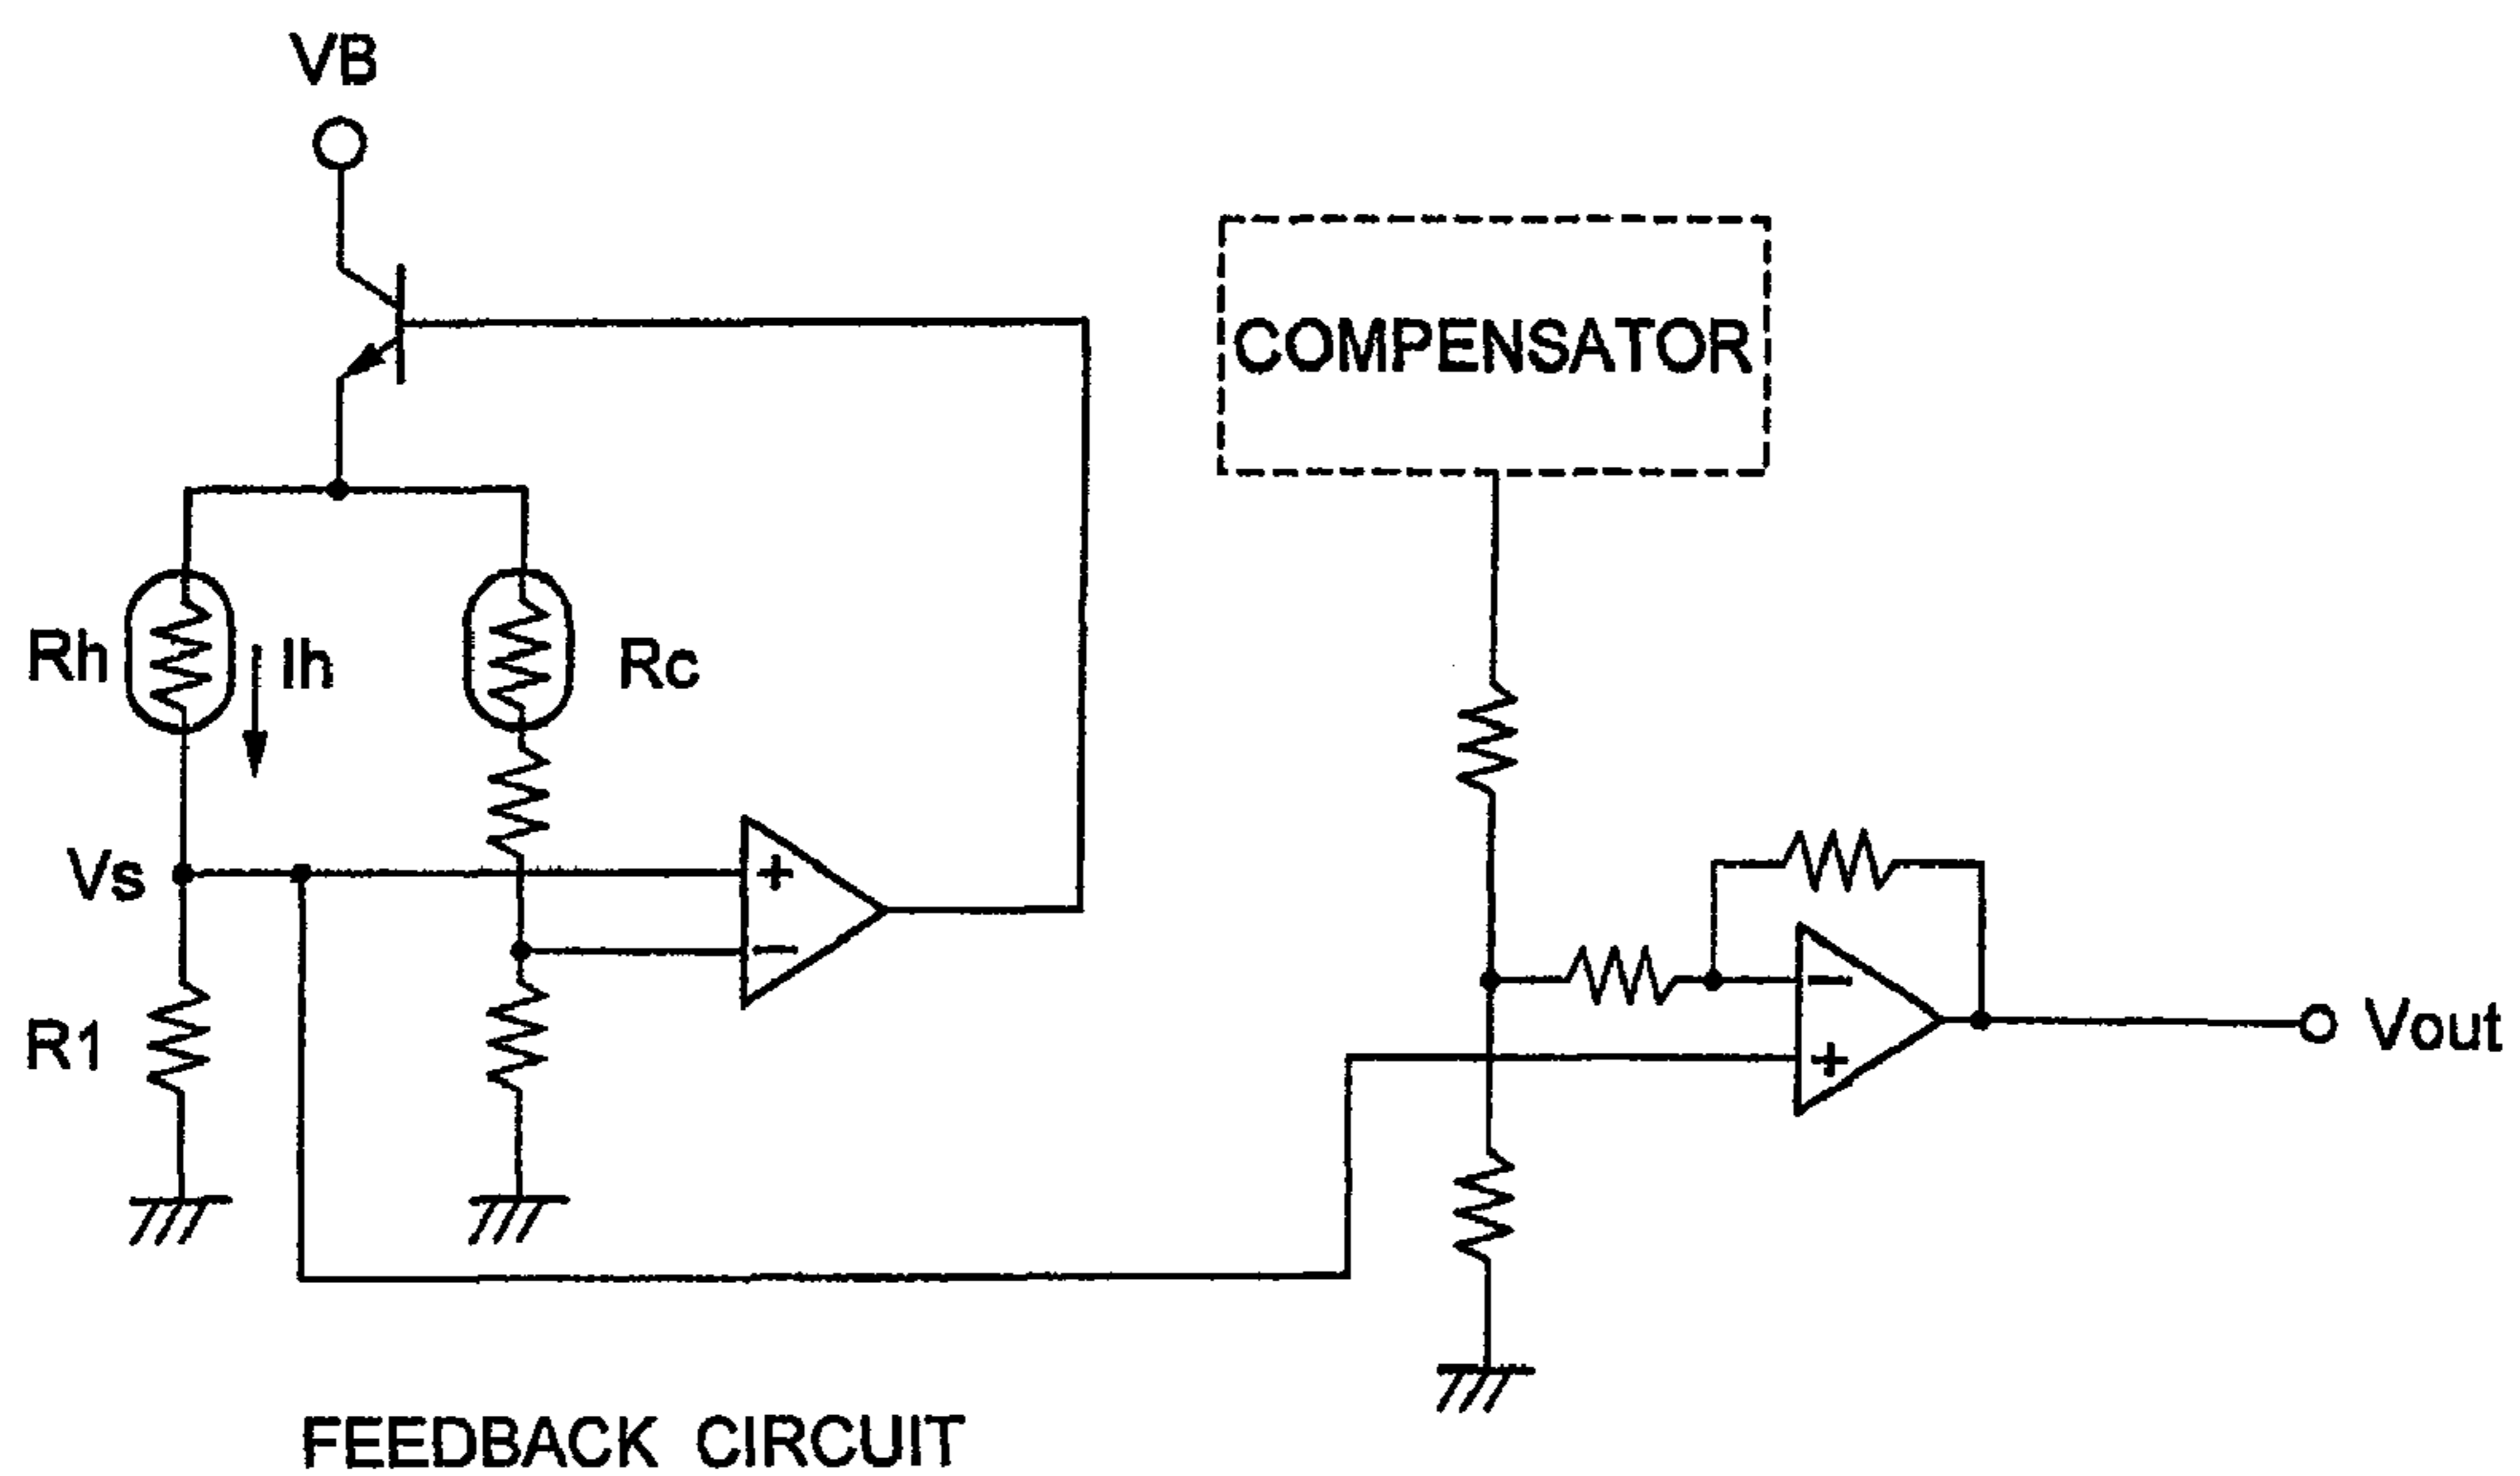 VB
COMPENSATOR
Rh
Ih
Rc
Vs
+
−
R1
−
+
Vout
FEEDBACK CIRCUIT